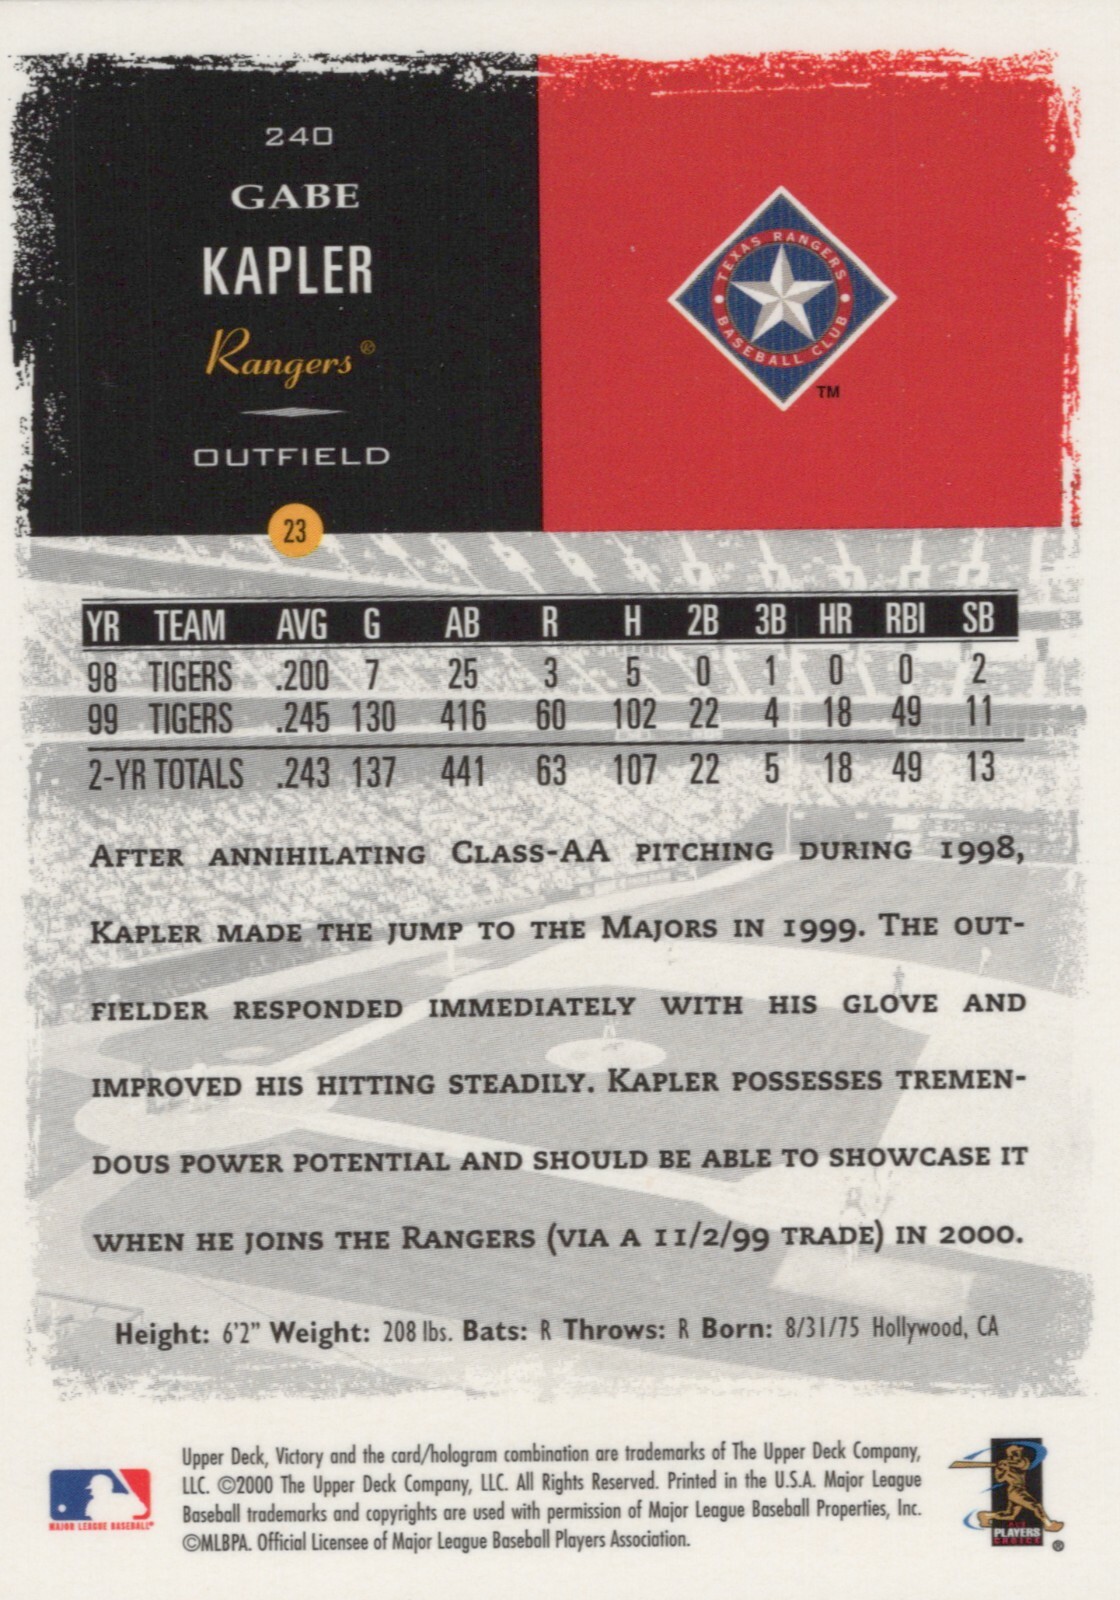 240
GABE
KAPLER
Rangers®
OUTFIELD
23
TEXAS RANGERS
BASEBALL CLUB
TM
YR TEAM AVG G AB R H 2B 3B HR RBI SB
98 TIGERS .200 7 25 3 5 0 1 0 0 2
99 TIGERS .245 130 416 60 102 22 4 18 49 11
2-YR TOTALS .243 137 441 63 107 22 5 18 49 13
After annihilating Class-AA pitching during 1998,
Kapler made the jump to the Majors in 1999. The out-
fielder responded immediately with his glove and
improved his hitting steadily. Kapler possesses tremen-
dous power potential and should be able to showcase it
when he joins the Rangers (via a 11/2/99 trade) in 2000.
Height: 6'2" Weight: 208 lbs. Bats: R Throws: R Born: 8/31/75 Hollywood, CA
Upper Deck, Victory and the card/hologram combination are trademarks of The Upper Deck Company,
LLC. ©2000 The Upper Deck Company, LLC. All Rights Reserved. Printed in the U.S.A. Major League
Baseball trademarks and copyrights are used with permission of Major League Baseball Properties, Inc.
©MLBPA. Official Licensee of Major League Baseball Players Association.
MAJOR LEAGUE BASEBALL®
PLAYERS
CHOICE
®